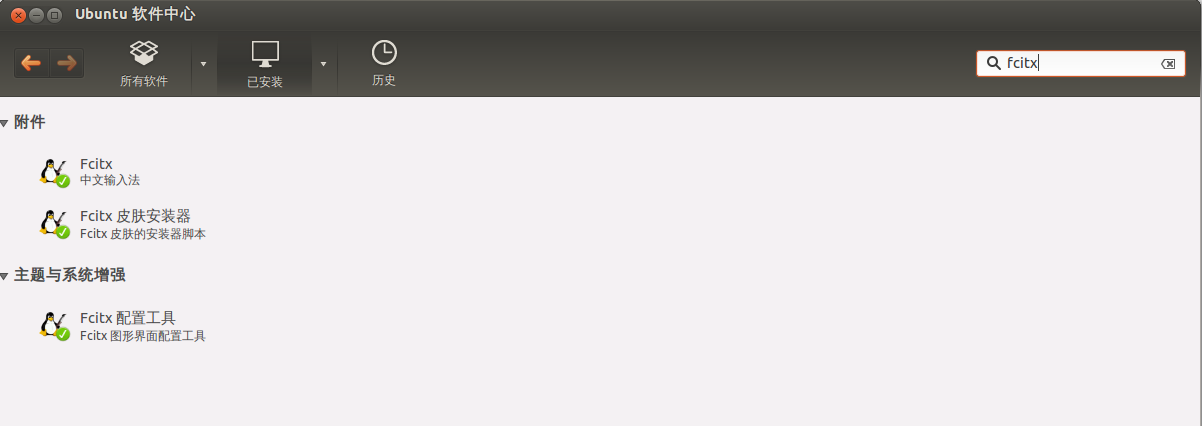 Ubuntu 软件中心
所有软件
已安装
历史
fcitx
附件
Fcitx
中文输入法
Fcitx 皮肤安装器
Fcitx 皮肤的安装器脚本
主题与系统增强
Fcitx 配置工具
Fcitx 图形界面配置工具